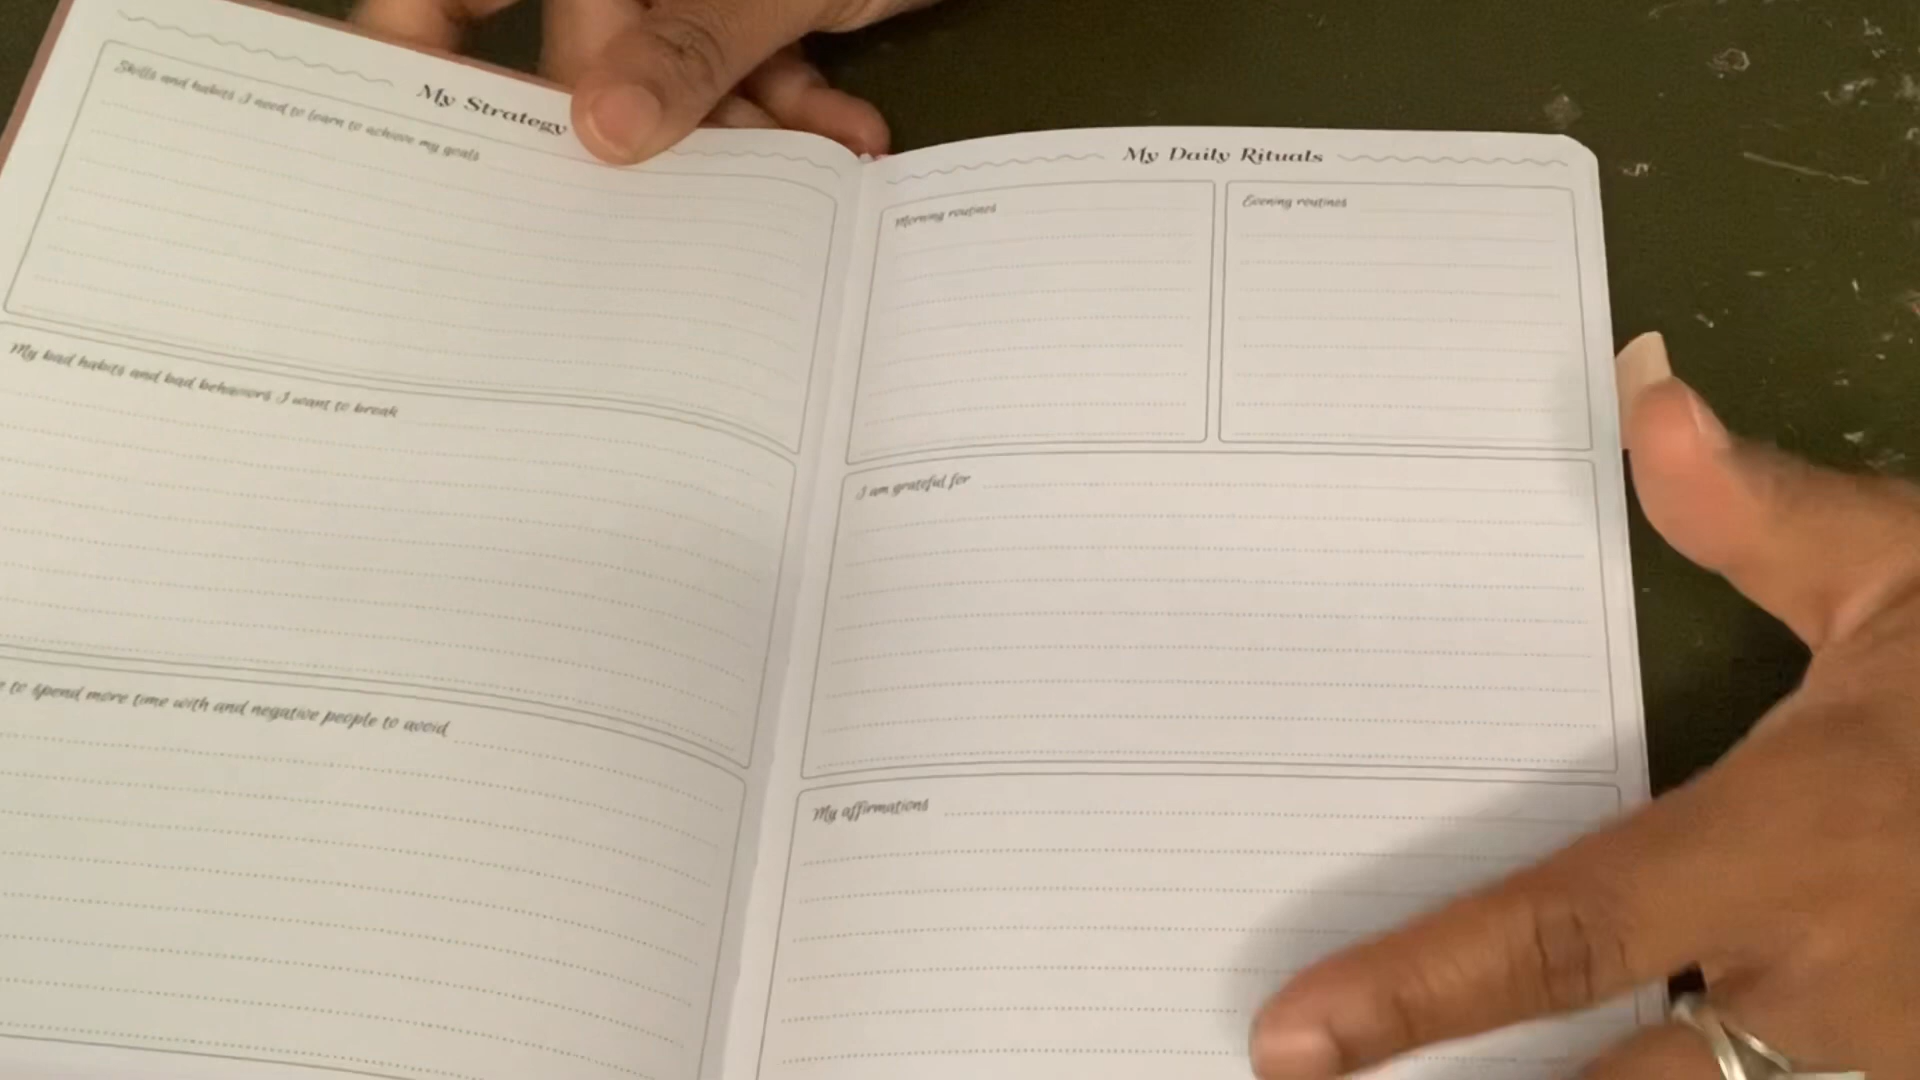 My Strategy
Skills and habits I need to learn to achieve my goals
My bad habits and bad behaviors I want to break
to spend more time with and negative people to avoid
My Daily Rituals
Morning routines
Evening routines
I am grateful for
My affirmations